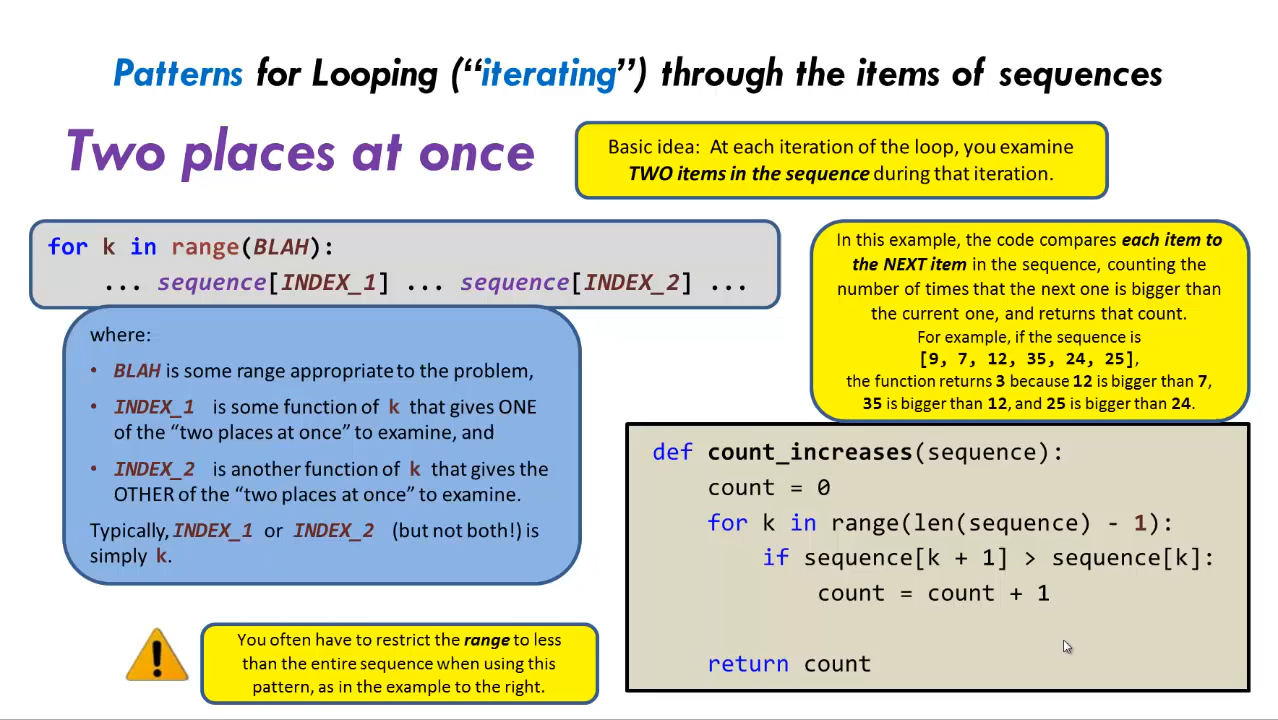 Patterns for Looping (“iterating”) through the items of sequences
Two places at once
Basic idea: At each iteration of the loop, you examine
TWO items in the sequence during that iteration.
for k in range(BLAH):
... sequence[INDEX_1] ... sequence[INDEX_2] ...
where:
• BLAH is some range appropriate to the problem,
• INDEX_1 is some function of k that gives ONE
of the “two places at once” to examine, and
• INDEX_2 is another function of k that gives the
OTHER of the “two places at once” to examine.
Typically, INDEX_1 or INDEX_2 (but not both!) is
simply k.
You often have to restrict the range to less
than the entire sequence when using this
pattern, as in the example to the right.
In this example, the code compares each item to
the NEXT item in the sequence, counting the
number of times that the next one is bigger than
the current one, and returns that count.
For example, if the sequence is
[9, 7, 12, 35, 24, 25],
the function returns 3 because 12 is bigger than 7,
35 is bigger than 12, and 25 is bigger than 24.
def count_increases(sequence):
count = 0
for k in range(len(sequence) - 1):
if sequence[k + 1] > sequence[k]:
count = count + 1
return count